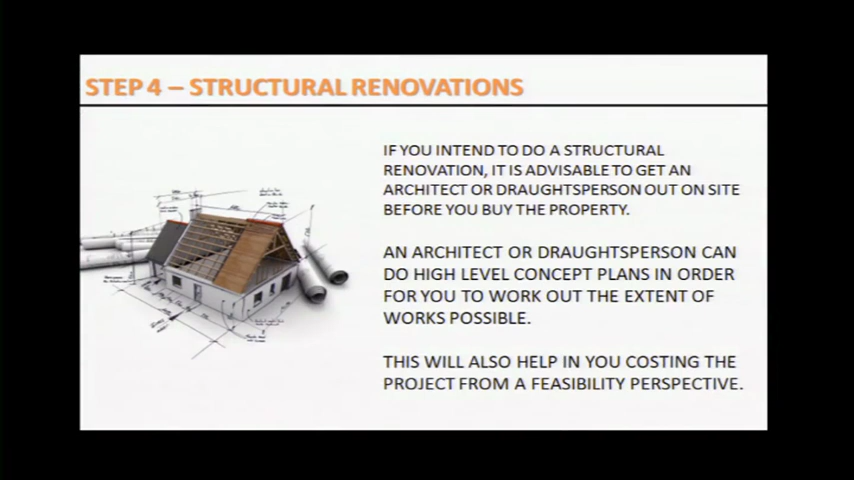 STEP 4 – STRUCTURAL RENOVATIONS
IF YOU INTEND TO DO A STRUCTURAL
RENOVATION, IT IS ADVISABLE TO GET AN
ARCHITECT OR DRAUGHTSPERSON OUT ON SITE
BEFORE YOU BUY THE PROPERTY.
AN ARCHITECT OR DRAUGHTSPERSON CAN
DO HIGH LEVEL CONCEPT PLANS IN ORDER
FOR YOU TO WORK OUT THE EXTENT OF
WORKS POSSIBLE.
THIS WILL ALSO HELP IN YOU COSTING THE
PROJECT FROM A FEASIBILITY PERSPECTIVE.